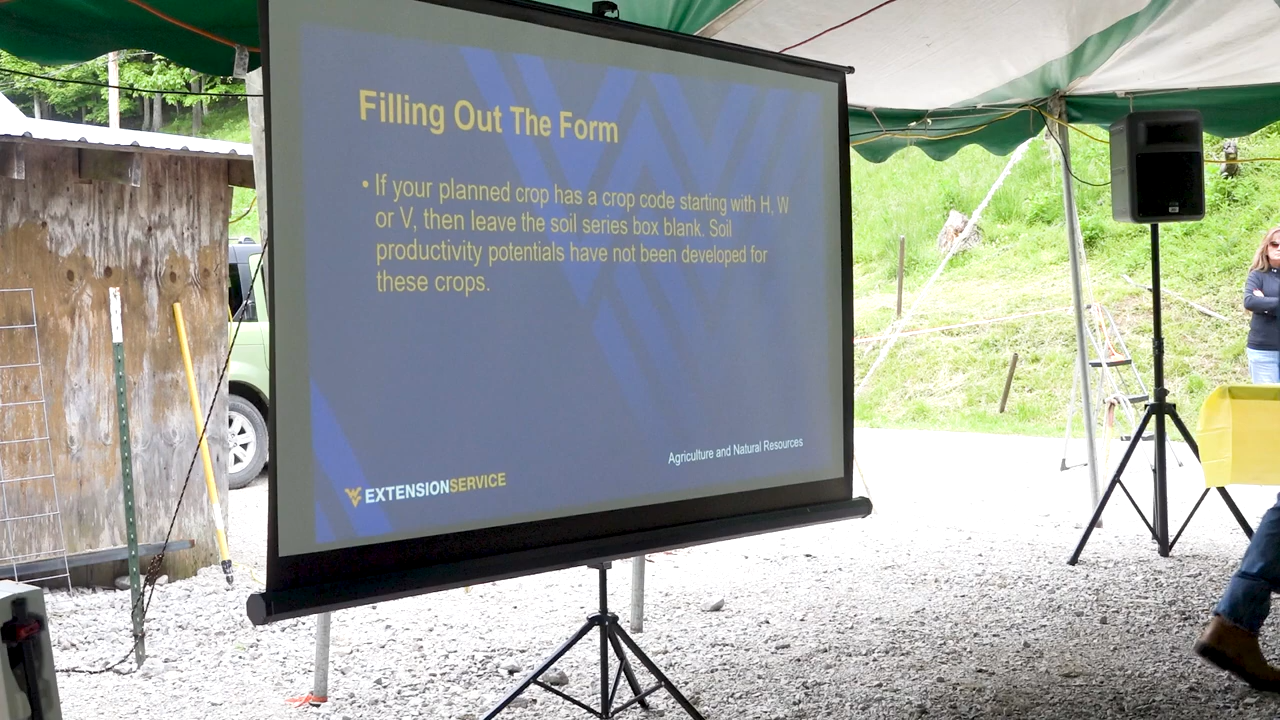 Filling Out The Form
• If your planned crop has a crop code starting with H, W
or V, then leave the soil series box blank. Soil
productivity potentials have not been developed for
these crops.
Agriculture and Natural Resources
EXTENSIONSERVICE